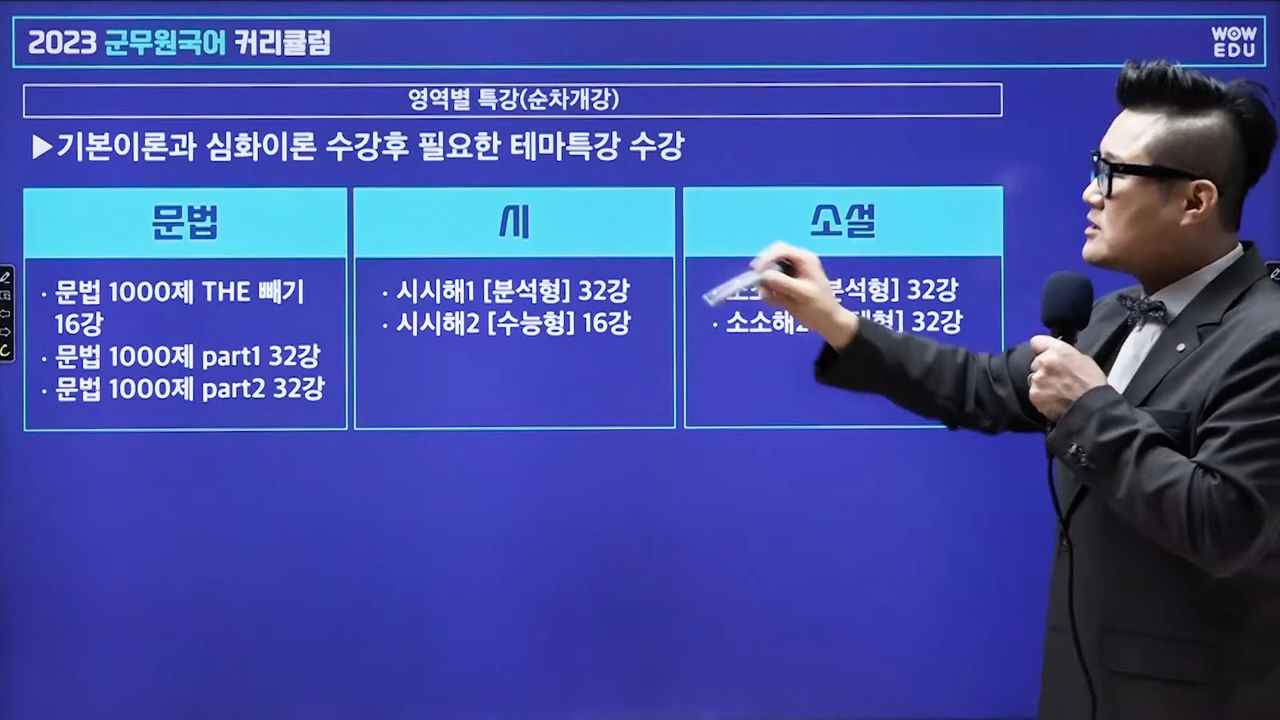 2023 군무원국어 커리큘럼
WOW
EDU
영역별 특강(순차개강)
▶기본이론과 심화이론 수강후 필요한 테마특강 수강
문법
· 문법 1000제 THE 빼기
16강
· 문법 1000제 part1 32강
· 문법 1000제 part2 32강
시
· 시시해1 [분석형] 32강
· 시시해2 [수능형] 16강
소설
32강
· 소소해2 32강